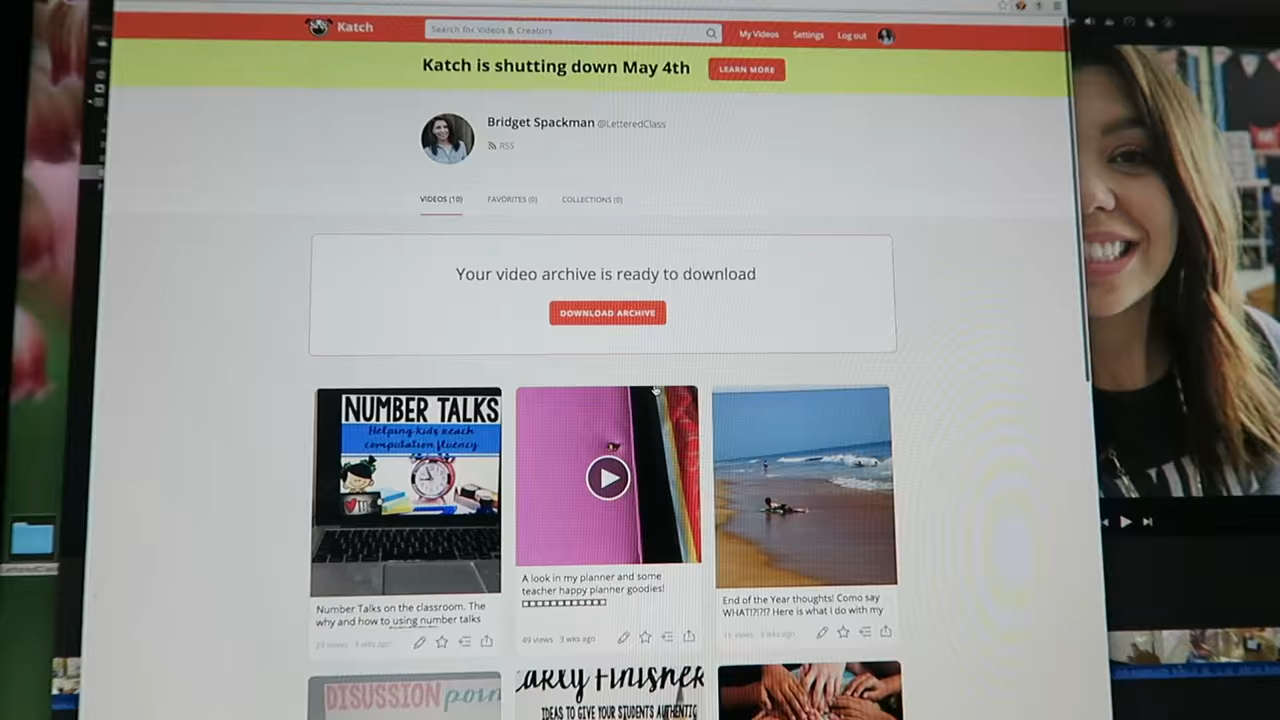 Katch
Search for Videos & Creators
My Videos
Settings
Log out
Katch is shutting down May 4th
LEARN MORE
Bridget Spackman @LetteredClass
RSS
VIDEOS (10)
FAVORITES (0)
COLLECTIONS (0)
Your video archive is ready to download
DOWNLOAD ARCHIVE
NUMBER TALKS
Helping kids reach
computation fluency
Number Talks on the classroom. The
why and how to using number talks
29 views 3 wks ago
A look in my planner and some
teacher happy planner goodies!
49 views 3 wks ago
End of the Year thoughts! Como say
WHAT!?!?!? Here is what I do with my
DISUSSION
EARLY FINISHER
IDEAS TO GIVE YOUR STUDENTS AUTHENTIC